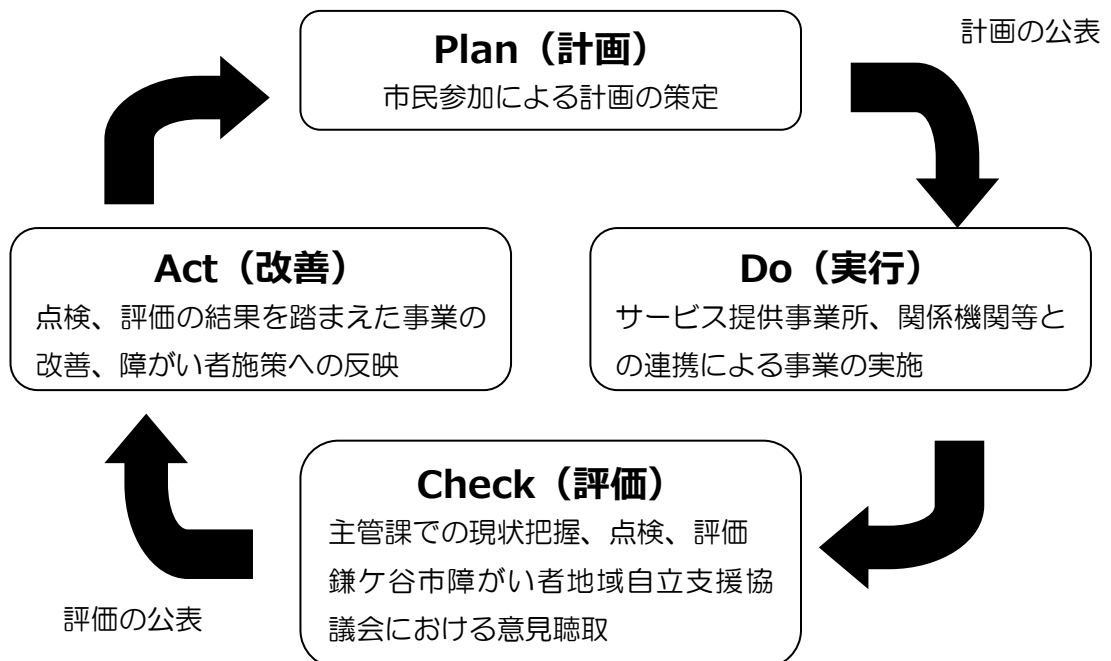 計画の公表
Plan（計画）
市民参加による計画の策定
Act（改善）
点検、評価の結果を踏まえた事業の
改善、障がい者施策への反映
Do（実行）
サービス提供事業所、関係機関等と
の連携による事業の実施
Check（評価）
主管課での現状把握、点検、評価
鎌ケ谷市障がい者地域自立支援協
議会における意見聴取
評価の公表